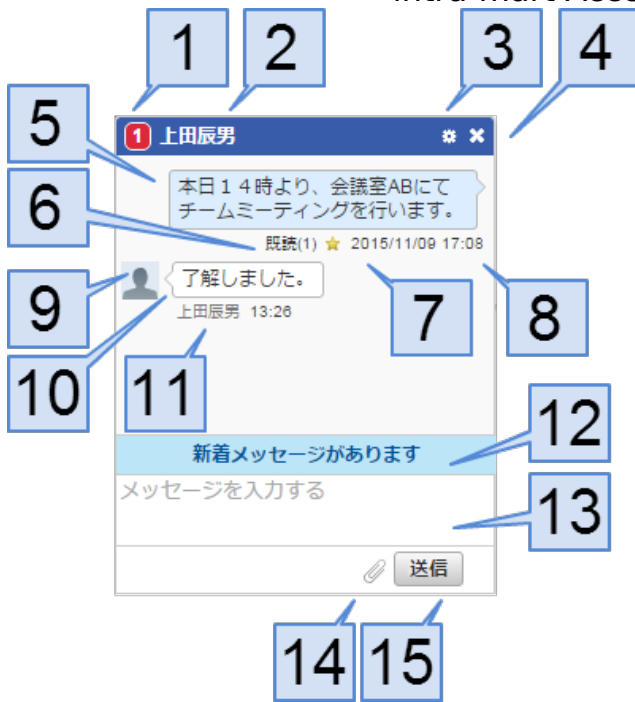 1 2 3 4
5
1 上田辰男
本日１４時より、会議室ABにて
チームミーティングを行います。
6
既読(1) 2015/11/09 17:08
7 8
9
了解しました。
上田辰男 13:26
10 11
12
新着メッセージがあります
メッセージを入力する
13
送信
14 15